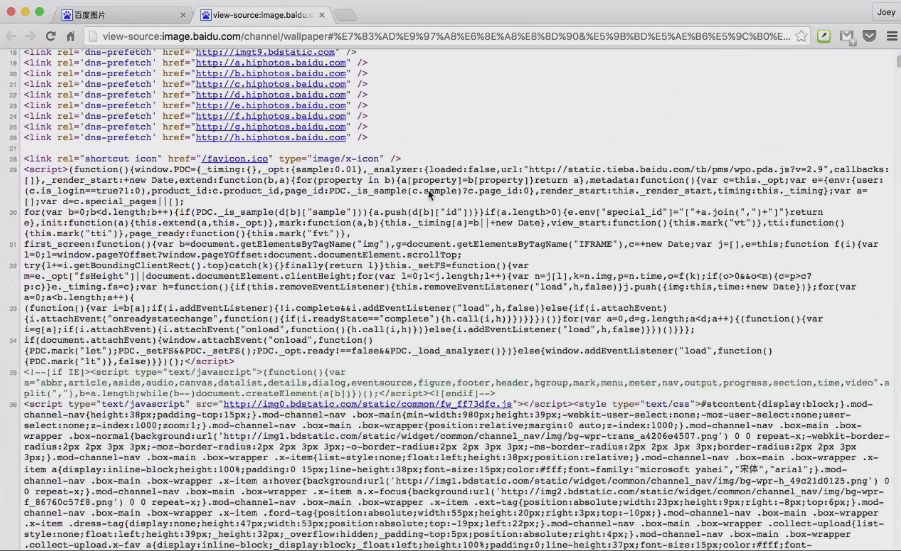 百度图片
view-source:image.baidu.c
Joey
view-source:image.baidu.com/channel/wallpaper#%E7%83%AD%E9%97%A8%E6%8E%A8%E8%8D%90&%E5%9B%BD%E5%AE%B6%E5%9C%B0%E
18 <link rel='dns-prefetch' href="http://imgt9.bdstatic.com" />
19 <link rel='dns-prefetch' href="http://a.hiphotos.baidu.com" />
20 <link rel='dns-prefetch' href="http://b.hiphotos.baidu.com" />
21 <link rel='dns-prefetch' href="http://c.hiphotos.baidu.com" />
22 <link rel='dns-prefetch' href="http://d.hiphotos.baidu.com" />
23 <link rel='dns-prefetch' href="http://e.hiphotos.baidu.com" />
24 <link rel='dns-prefetch' href="http://f.hiphotos.baidu.com" />
25 <link rel='dns-prefetch' href="http://g.hiphotos.baidu.com" />
26 <link rel='dns-prefetch' href="http://h.hiphotos.baidu.com" />
27
28 <link rel="shortcut icon" href="/favicon.ico" type="image/x-icon" />
29 <script>(function(){window.PDC={_timing:{},_opt:{sample:0.01},_analyzer:{loaded:false,url:"http://static.tieba.baidu.com/tb/pms/wpo.pda.js?v=2.9",callbacks:
[]},_render_start:+new Date,extend:function(b,a){for(property in b){a[property]=b[property]}return a},metadata:function(){var c=this._opt;var e={env:{user:
(c.is_login==true?1:0),product_id:c.product_id,page_id:PDC._is_sample(c.sample)?c.page_id:0},render_start:this._render_start,timing:this._timing};var a=
[];var d=c.special_pages||[];
30 for(var b=0;b<d.length;b++){if(PDC._is_sample(d[b]["sample"])){a.push(d[b]["id"])}}if(a.length>0){e.env["special_id"]="["+a.join(",")+"]"}return
e},init:function(a){this.extend(a,this._opt)},mark:function(a,b){this._timing[a]=b||+new Date},view_start:function(){this.mark("vt")},tti:function()
{this.mark("tti")},page_ready:function(){this.mark("fvt")},
31 first_screen:function(){var b=document.getElementsByTagName("img"),g=document.getElementsByTagName("IFRAME"),c=+new Date;var j=[],e=this;function f(i){var
l=0;l=window.pageYOffset?window.pageYOffset:document.documentElement.scrollTop;
32 try{l+=i.getBoundingClientRect().top}catch(k){}finally{return l}}this._setFS=function(){var
m=e._opt["fsHeight"]||document.documentElement.clientHeight;for(var l=0;l<j.length;l++){var n=j[l],k=n.img,p=n.time,o=f(k);if(o>0&&o<m){c=p>c?
p:c}}e._timing.fs=c};var h=function(){if(this.removeEventListener){this.removeEventListener("load",h,false)}j.push({img:this,time:+new Date})};for(var
a=0;a<b.length;a++){
33 (function(){var i=b[a];if(i.addEventListener){!i.complete&&i.addEventListener("load",h,false)}else{if(i.attachEvent)
{i.attachEvent("onreadystatechange",function(){if(i.readyState=="complete"){h.call(i,h)}})}}})()}for(var a=0,d=g.length;a<d;a++){(function(){var
i=g[a];if(i.attachEvent){i.attachEvent("onload",function(){h.call(i,h)})}else{i.addEventListener("load",h,false)}})()}}};
34 if(document.attachEvent){window.attachEvent("onload",function()
{PDC.mark("let");PDC._setFS&&PDC._setFS();PDC._opt.ready!==false&&PDC._load_analyzer()})}else{window.addEventListener("load",function()
{PDC.mark("lt")},false)}})();</script>
35 <!--[if IE]><script type="text/javascript">(function(){var
a="abbr,article,aside,audio,canvas,datalist,details,dialog,eventsource,figure,footer,header,hgroup,mark,menu,meter,nav,output,progress,section,time,video".s
plit(","),b=a.length;while(b--)document.createElement(a[b])})();</script><![endif]-->
36 <script type="text/javascript" src="http://img0.bdstatic.com/static/common/fw_ff73dfc.js"></script><style type="text/css">#stcontent{display:block;}.mod-
channel-nav{height:38px;padding-top:15px;}.mod-channel-nav .box-main{min-width:980px;height:39px;-webkit-user-select:none;-moz-user-select:none;user-
select:none;z-index:1000;zoom:1;}.mod-channel-nav .box-main .box-wrapper{position:relative;margin:0 auto;z-index:1000;}.mod-channel-nav .box-main .box-
wrapper .box-normal{background:url('http://img1.bdstatic.com/static/widget/common/channel_nav/img/bg-wpr-trans_a4206e4507.png') 0 0 repeat-x;-webkit-border-
radius:2px 2px 3px 3px;-moz-border-radius:2px 2px 3px 3px;-o-border-radius:2px 2px 3px 3px;-ms-border-radius:2px 2px 3px 3px;border-radius:2px 2px 3px
3px;}.mod-channel-nav .box-main .box-wrapper .x-item{list-style:none;float:left;height:38px;position:relative;}.mod-channel-nav .box-main .box-wrapper .x-
item a{display:inline-block;height:100%;padding:0 15px;line-height:38px;font-size:15px;color:#fff;font-family:"microsoft yahei","宋体","arial";}.mod-
channel-nav .box-main .box-wrapper .x-item a:hover{background:url('http://img1.bdstatic.com/static/widget/common/channel_nav/img/bg-wpr-h_49c21d0125.png') 0
0 repeat-x;}.mod-channel-nav .box-main .box-wrapper .x-item a.x-focus{background:url('http://img2.bdstatic.com/static/widget/common/channel_nav/img/bg-wpr-
f_86760c57f8.png') 0 0 repeat-x;}.mod-channel-nav .box-main .box-wrapper .x-item .ext-tag{position:absolute;width:23px;height:9px;right:-8px;top:6px;}.mod-
channel-nav .box-main .box-wrapper .x-item .ford-tag{position:absolute;width:55px;height:20px;right:3px;top:-10px;}.mod-channel-nav .box-main .box-wrapper
.x-item .dress-tag{display:none;height:47px;width:53px;position:absolute;top:-19px;left:22px;}.mod-channel-nav .box-main .box-wrapper .collect-upload{list-
style:none;float:right;height:39px;line-height:39px;*width:132px;_overflow:hidden;_padding-top:5px;}.mod-channel-nav .box-main .box-wrapper
.collect-upload.x-fav a{display:inline-block;_display:block;_float:left;height:100%;padding:0;line-height:37px;font-size:15px;color:#fff;font-